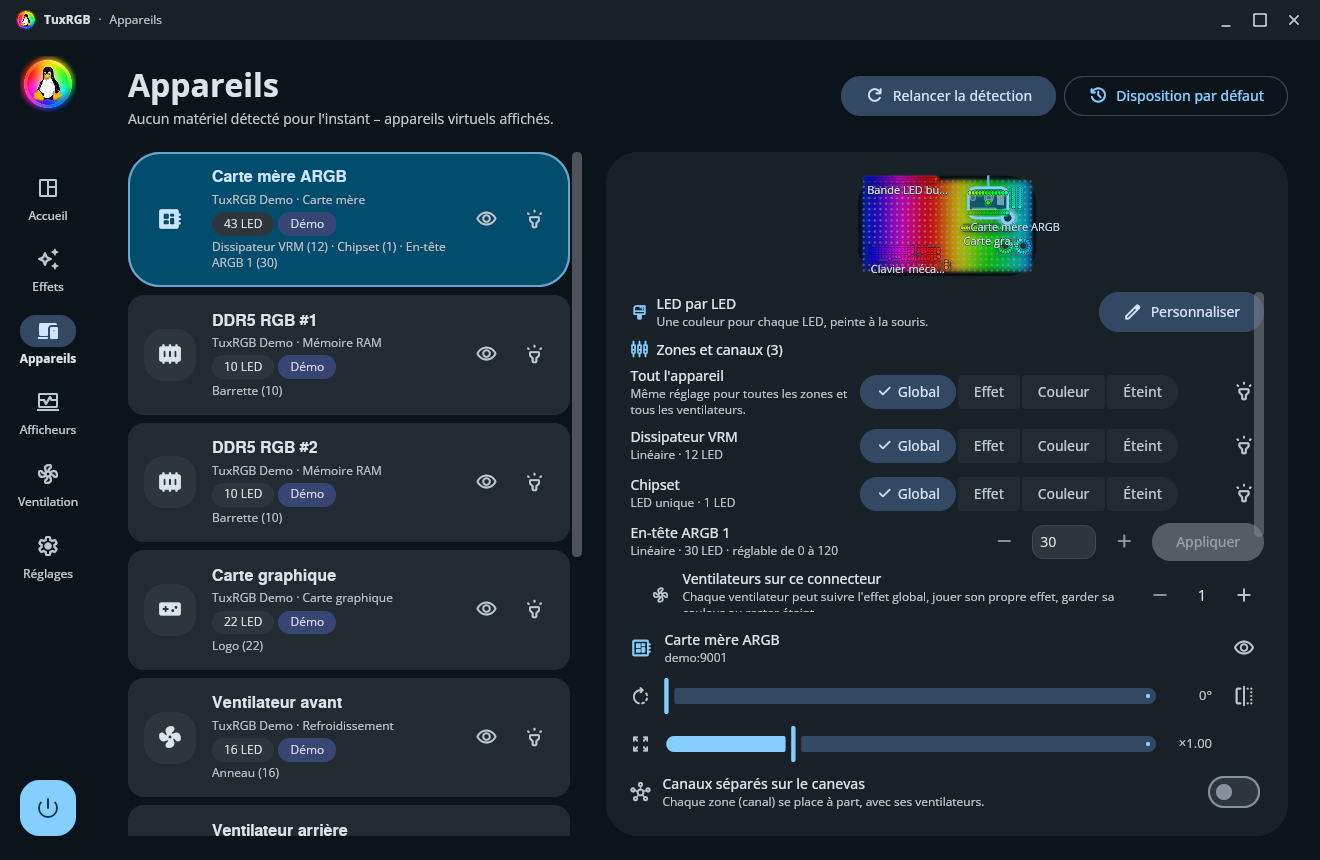 TuxRGB · Appareils
Appareils
Aucun matériel détecté pour l'instant – appareils virtuels affichés.
Relancer la détection
Disposition par défaut
Accueil
Effets
Appareils
Afficheurs
Ventilation
Réglages
Carte mère ARGB
TuxRGB Demo · Carte mère
43 LED
Démo
Dissipateur VRM (12) · Chipset (1) · En-tête
ARGB 1 (30)
DDR5 RGB #1
TuxRGB Demo · Mémoire RAM
10 LED
Démo
Barrette (10)
DDR5 RGB #2
TuxRGB Demo · Mémoire RAM
10 LED
Démo
Barrette (10)
Carte graphique
TuxRGB Demo · Carte graphique
22 LED
Démo
Logo (22)
Ventilateur avant
TuxRGB Demo · Refroidissement
16 LED
Démo
Anneau (16)
Ventilateur arrière
Bande LED bu...
Carte mère ARGB
Carte gra...
Clavier méca...
LED par LED
Une couleur pour chaque LED, peinte à la souris.
Personnaliser
Zones et canaux (3)
Tout l'appareil
Même réglage pour toutes les zones et
tous les ventilateurs.
Global
Effet
Couleur
Éteint
Dissipateur VRM
Linéaire · 12 LED
Global
Effet
Couleur
Éteint
Chipset
LED unique · 1 LED
Global
Effet
Couleur
Éteint
En-tête ARGB 1
Linéaire · 30 LED · réglable de 0 à 120
30
Appliquer
Ventilateurs sur ce connecteur
Chaque ventilateur peut suivre l'effet global, jouer son propre effet, garder sa
1
Carte mère ARGB
demo:9001
0°
×1.00
Canaux séparés sur le canevas
Chaque zone (canal) se place à part, avec ses ventilateurs.